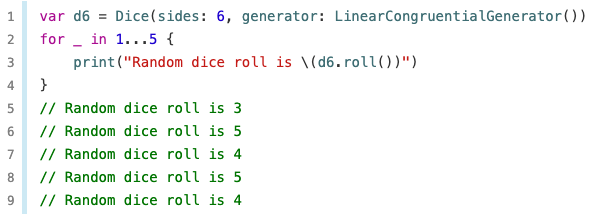 1 var d6 = Dice(sides: 6, generator: LinearCongruentialGenerator())
2 for _ in 1...5 {
3     print("Random dice roll is \(d6.roll())")
4 }
5 // Random dice roll is 3
6 // Random dice roll is 5
7 // Random dice roll is 4
8 // Random dice roll is 5
9 // Random dice roll is 4